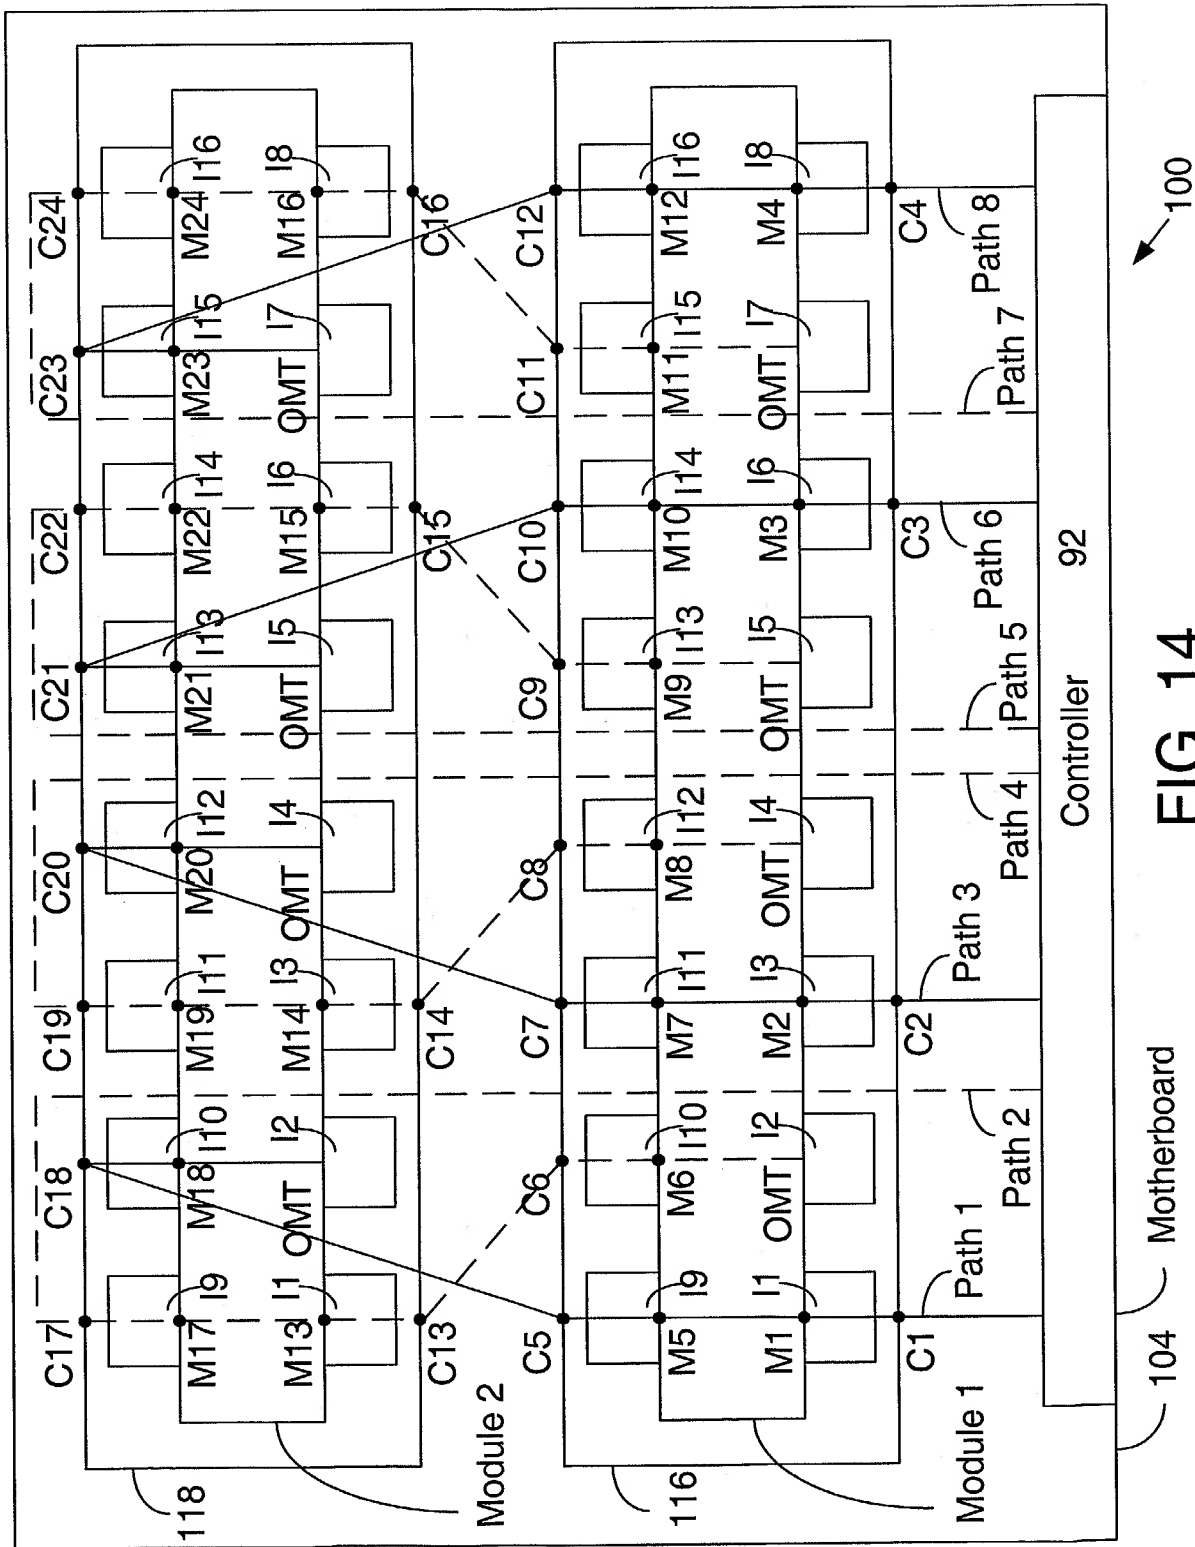 C17
C18
C19
C20
C21
C22
C23
C24
M17
I9
M18
I10
M19
I11
M20
I12
M21
I13
M22
I14
M23
I15
M24
I16
M13
I1
OMT
I2
M14
I3
OMT
I4
OMT
I5
M15
I6
OMT
I7
M16
I8
118
Module 2
C13
C14
C15
C16
C5
C6
C7
C8
C9
C10
C11
C12
M5
I9
M6
I10
M7
I11
M8
I12
M9
I13
M10
I14
M11
I15
M12
I16
M1
I1
OMT
I2
M2
I3
OMT
I4
OMT
I5
M3
I6
OMT
I7
M4
I8
116
Module 1
C1
C2
C3
C4
Path 1
Path 2
Path 3
Path 4
Path 5
Path 6
Path 7
Path 8
Controller 92
104
Motherboard
100
FIG. 14